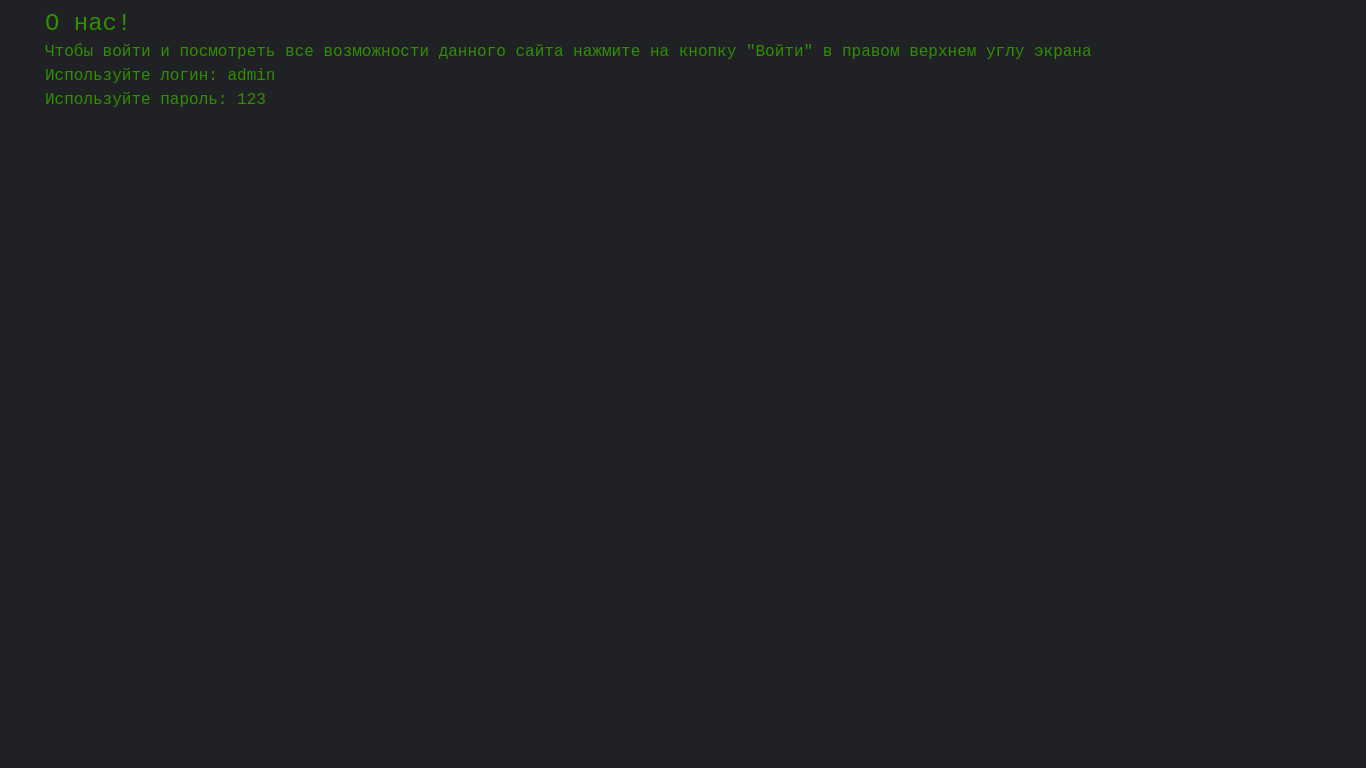 О нас!
Чтобы войти и посмотреть все возможности данного сайта нажмите на кнопку "Войти" в правом верхнем углу экрана
Используйте логин: admin
Используйте пароль: 123